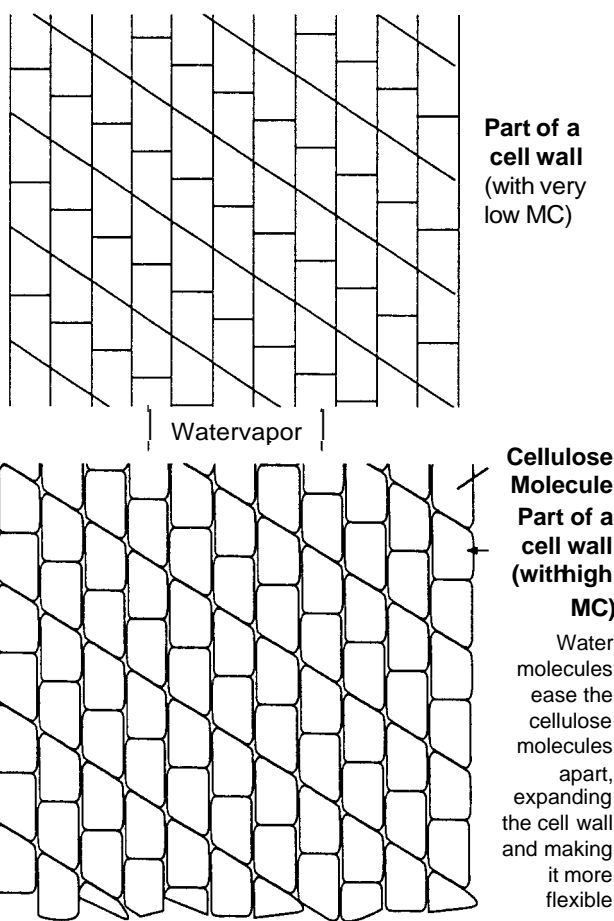 Part of a
cell wall
(with very
low MC)
Watervapor
Cellulose
Molecule
Part of a
cell wall
(withhigh
MC)
Water
molecules
ease the
cellulose
molecules
apart,
expanding
the cell wall
and making
it more
flexible